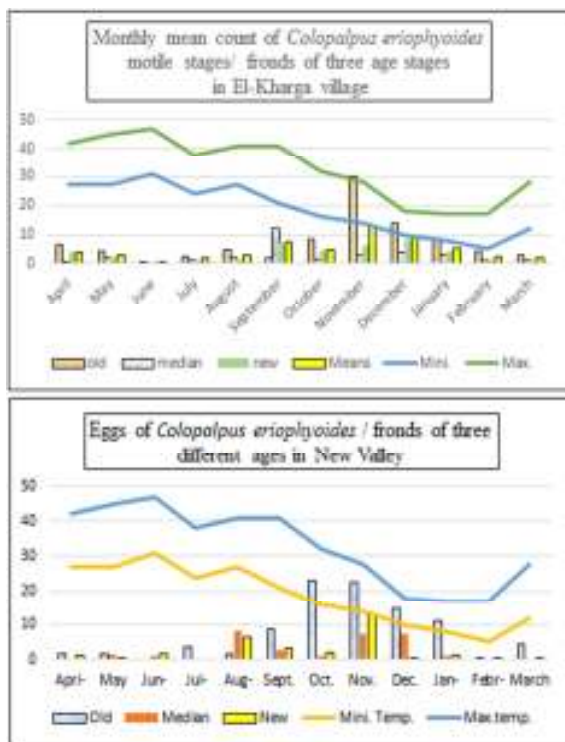 Monthly mean count of Colopalpus eriophyoides
motile stages/ fronds of three age stages
in El-Kharga village
50
40
30
20
10
0
April May June July August September October November December January February March
old median new Means Mini. Max.
Eggs of Colopalpus eriophyoides / fronds of three
different ages in New Valley
50
40
30
20
10
0
April- May Jun- Jul- Aug- Sept. Oct. Nov. Dec. Jan- Febr- March
Old Median New Mini. Temp. Max.temp.